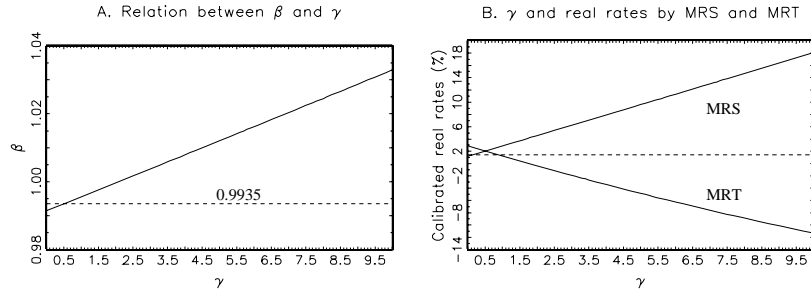 A. Relation between β and γ
1.04
1.02
1.00
0.98
β
0.9935
0.5 1.5 2.5 3.5 4.5 5.5 6.5 7.5 8.5 9.5
γ
B. γ and real rates by MRS and MRT
Calibrated real rates (%)
18
14
10
6
2
-2
-8
-14
MRS
MRT
0.5 1.5 2.5 3.5 4.5 5.5 6.5 7.5 8.5 9.5
γ